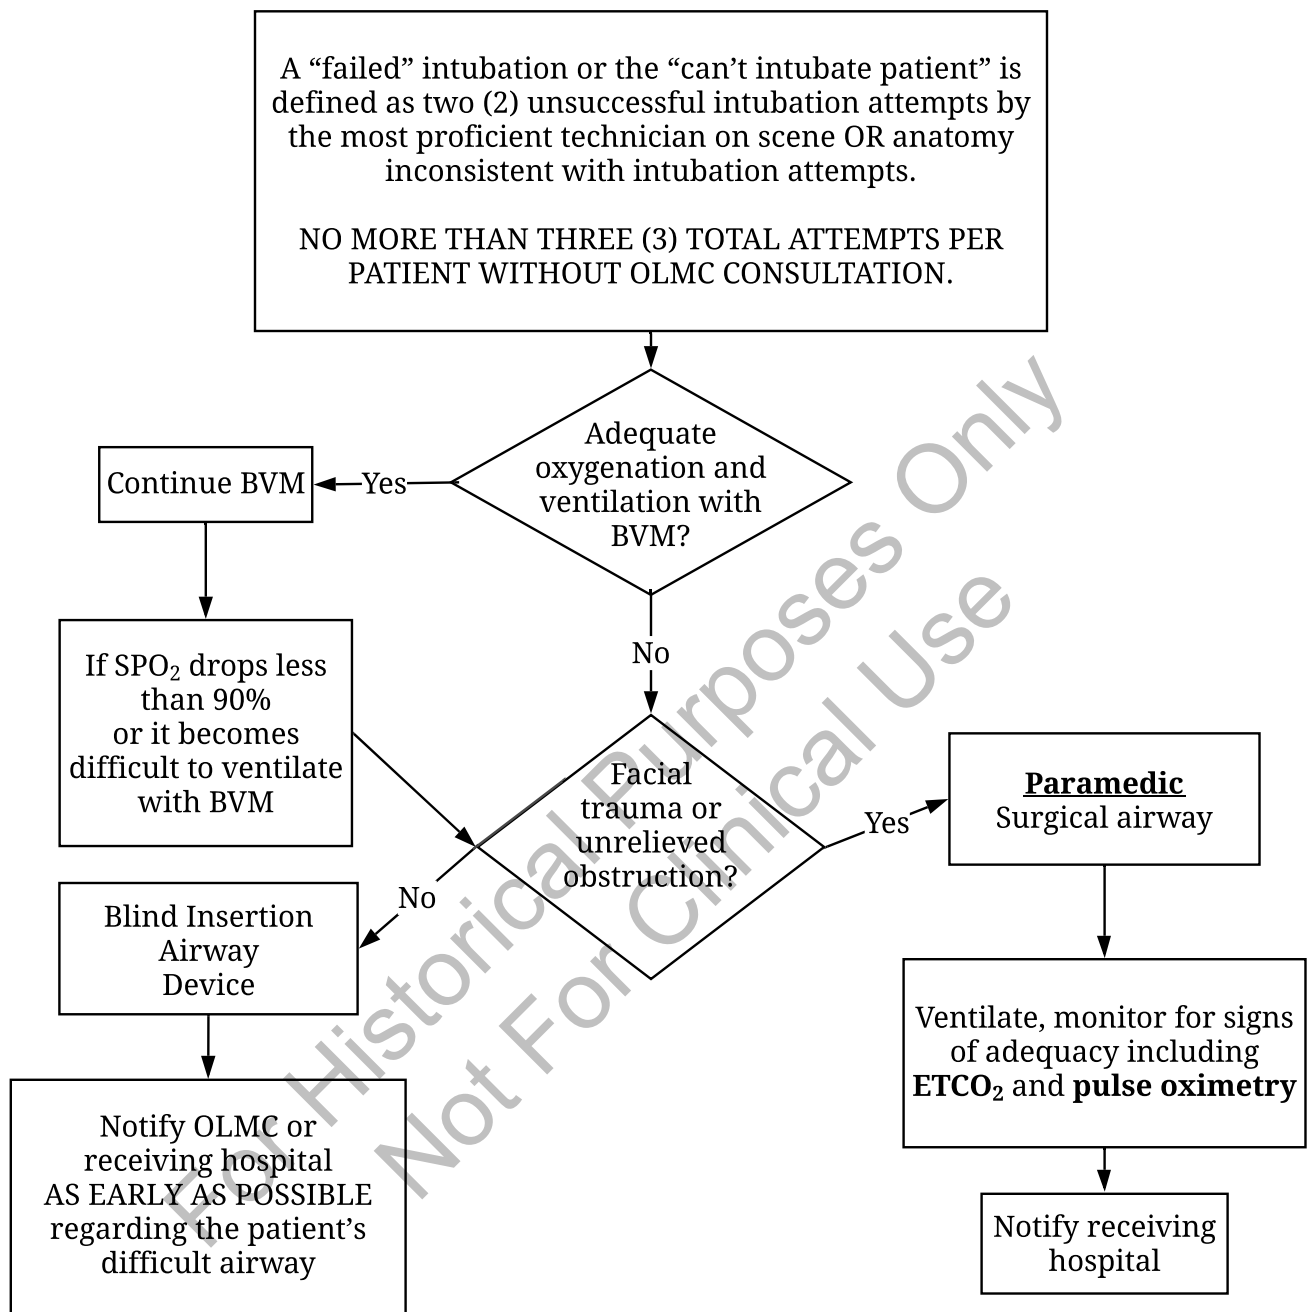 A “failed” intubation or the “can’t intubate patient” is
defined as two (2) unsuccessful intubation attempts by
the most proficient technician on scene OR anatomy
inconsistent with intubation attempts.
NO MORE THAN THREE (3) TOTAL ATTEMPTS PER
PATIENT WITHOUT OLMC CONSULTATION.
Adequate
oxygenation and
ventilation with
BVM?
Yes
Continue BVM
No
If SPO₂ drops less
than 90%
or it becomes
difficult to ventilate
with BVM
Facial
trauma or
unrelieved
obstruction?
Yes
Paramedic
Surgical airway
No
Blind Insertion
Airway
Device
Ventilate, monitor for signs
of adequacy including
ETCO₂ and pulse oximetry
Notify OLMC or
receiving hospital
AS EARLY AS POSSIBLE
regarding the patient’s
difficult airway
Notify receiving
hospital
For Historical Purposes Only
Not For Clinical Use